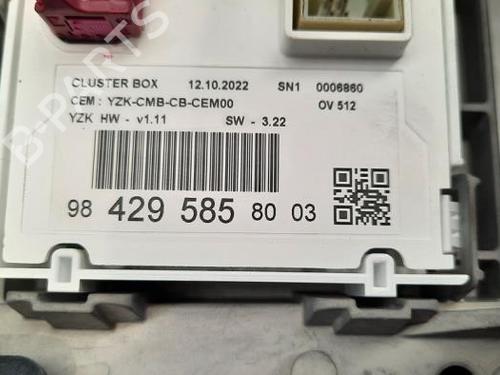 CLUSTER BOX 12.10.2022 SN1 0006860
CEM : YZK-CMB-CB-CEM00 OV 512
YZK HW - v1.11 SW - 3.22
98 429 585 80 03
B-PARTS